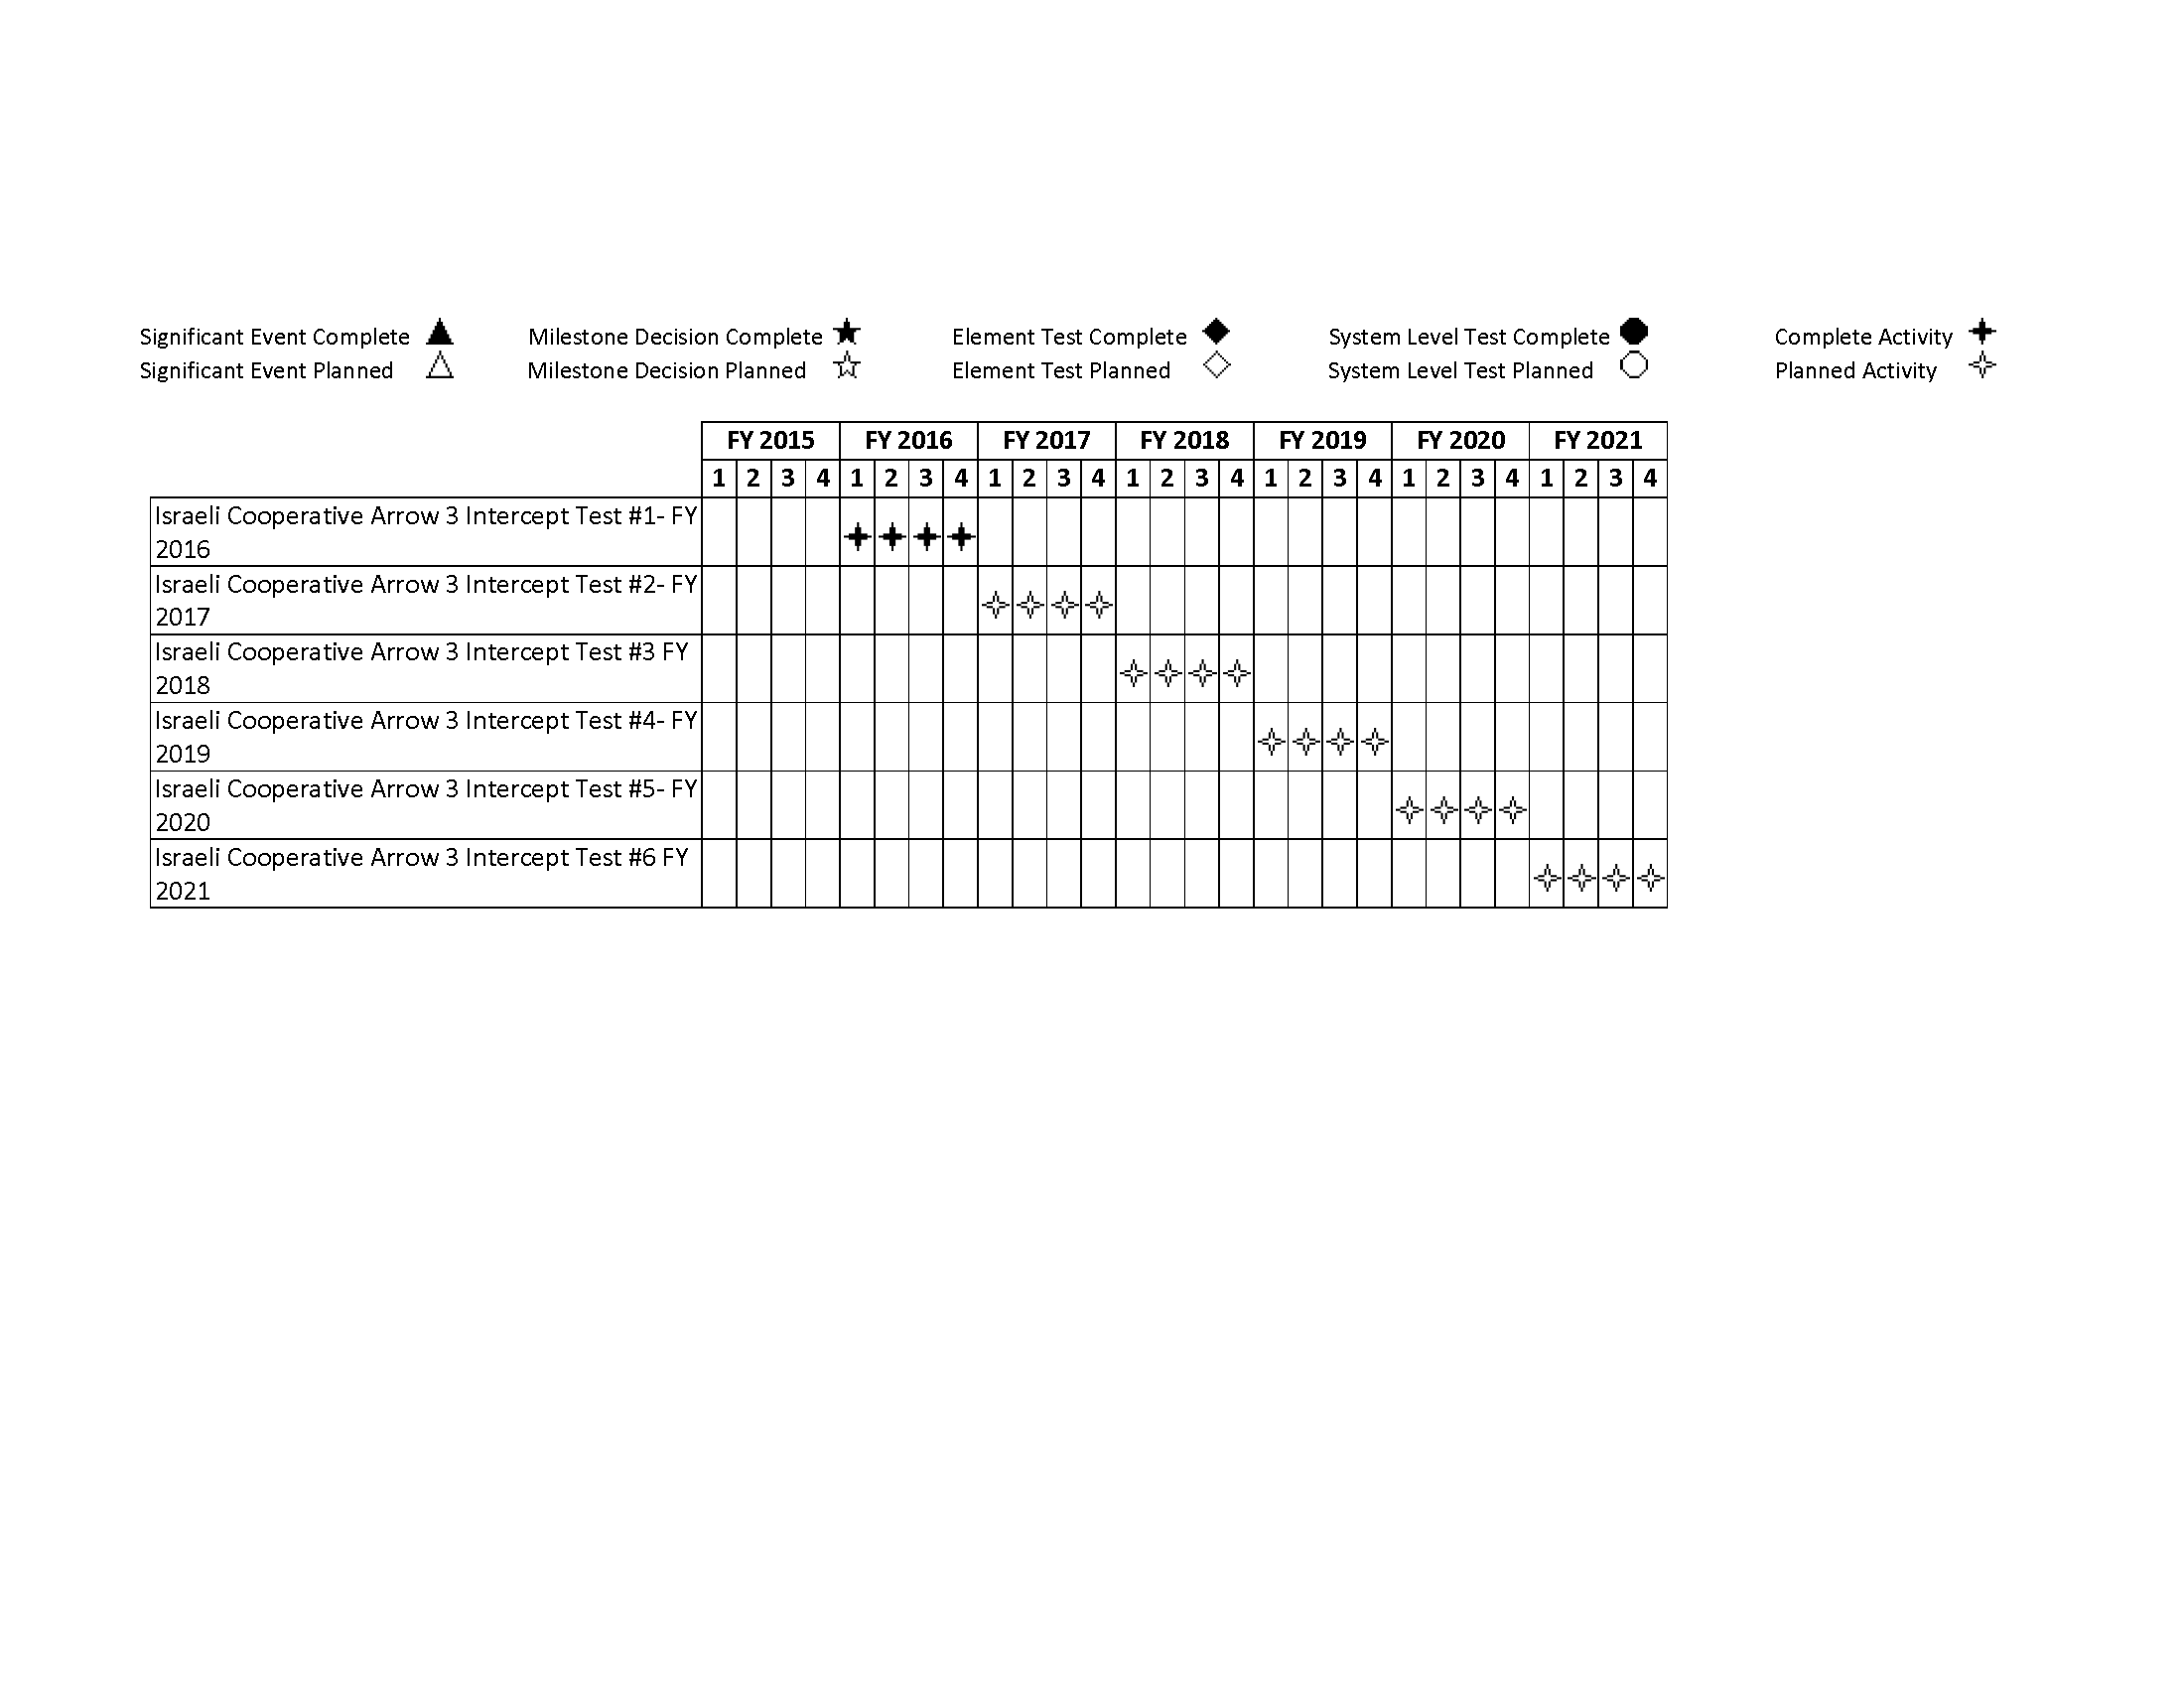 Significant Event Complete Milestone Decision Complete Element Test Complete System Level Test Complete Complete Activity
Significant Event Planned Milestone Decision Planned Element Test Planned System Level Test Planned Planned Activity
FY 2015 FY 2016 FY 2017 FY 2018 FY 2019 FY 2020 FY 2021
1 2 3 4 1 2 3 4 1 2 3 4 1 2 3 4 1 2 3 4 1 2 3 4 1 2 3 4
Israeli Cooperative Arrow 3 Intercept Test #1- FY
2016
Israeli Cooperative Arrow 3 Intercept Test #2- FY
2017
Israeli Cooperative Arrow 3 Intercept Test #3 FY
2018
Israeli Cooperative Arrow 3 Intercept Test #4- FY
2019
Israeli Cooperative Arrow 3 Intercept Test #5- FY
2020
Israeli Cooperative Arrow 3 Intercept Test #6 FY
2021